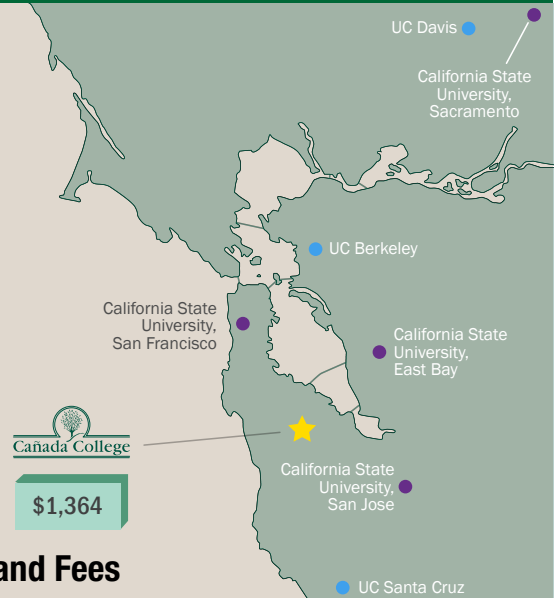 UC Davis
California State
University,
Sacramento
UC Berkeley
California State
University,
San Francisco
California State
University,
East Bay
Cañada College
$1,364
California State
University,
San Jose
and Fees
UC Santa Cruz